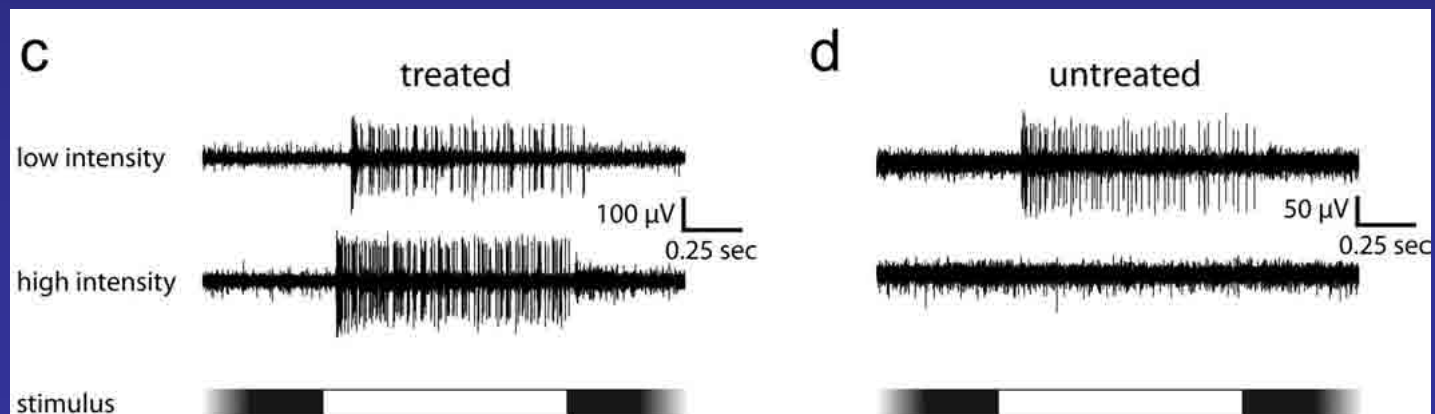 c
treated
low intensity
100 µV
0.25 sec
high intensity
stimulus
d
untreated
50 µV
0.25 sec